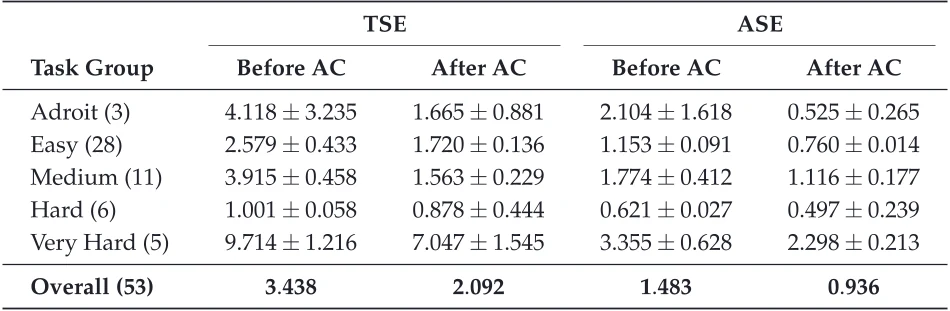 TSE ASE
Task Group Before AC After AC Before AC After AC
Adroit (3) 4.118 ± 3.235 1.665 ± 0.881 2.104 ± 1.618 0.525 ± 0.265
Easy (28) 2.579 ± 0.433 1.720 ± 0.136 1.153 ± 0.091 0.760 ± 0.014
Medium (11) 3.915 ± 0.458 1.563 ± 0.229 1.774 ± 0.412 1.116 ± 0.177
Hard (6) 1.001 ± 0.058 0.878 ± 0.444 0.621 ± 0.027 0.497 ± 0.239
Very Hard (5) 9.714 ± 1.216 7.047 ± 1.545 3.355 ± 0.628 2.298 ± 0.213
Overall (53) 3.438 2.092 1.483 0.936